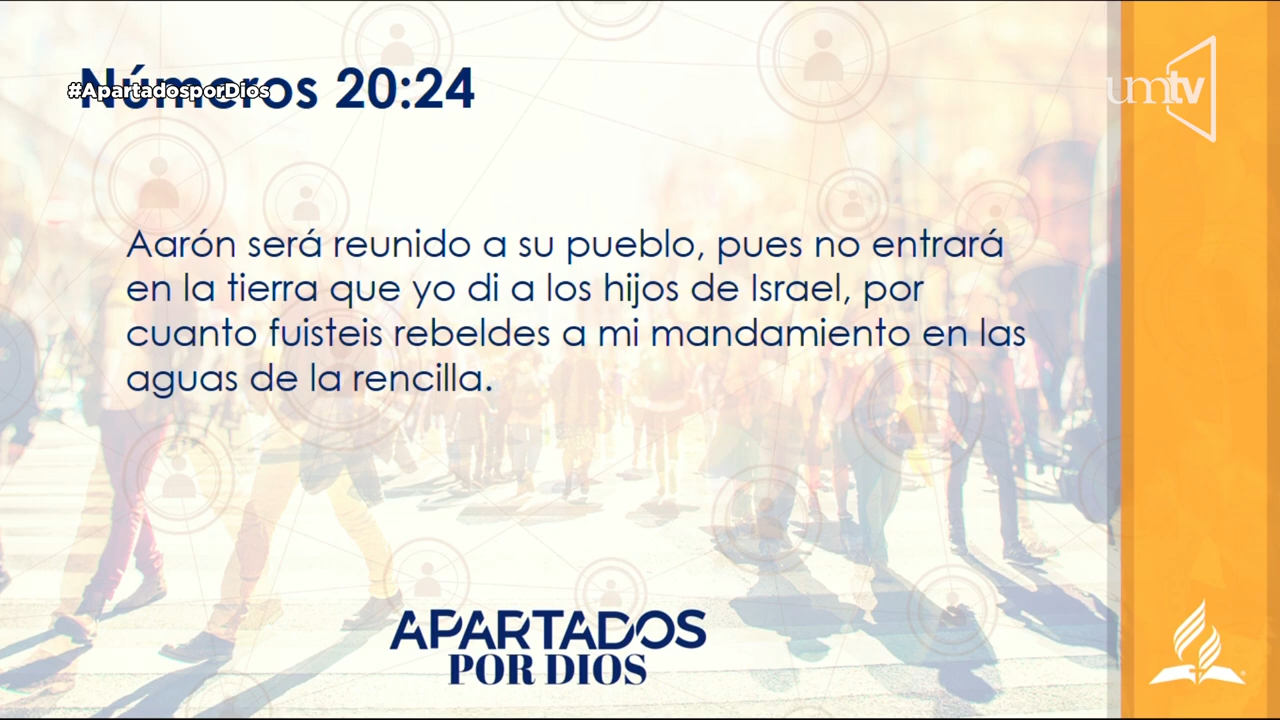 Números 20:24
#ApartadosporDios
umtv
Aarón será reunido a su pueblo, pues no entrará
en la tierra que yo di a los hijos de Israel, por
cuanto fuisteis rebeldes a mi mandamiento en las
aguas de la rencilla.
APARTADOS
POR DIOS